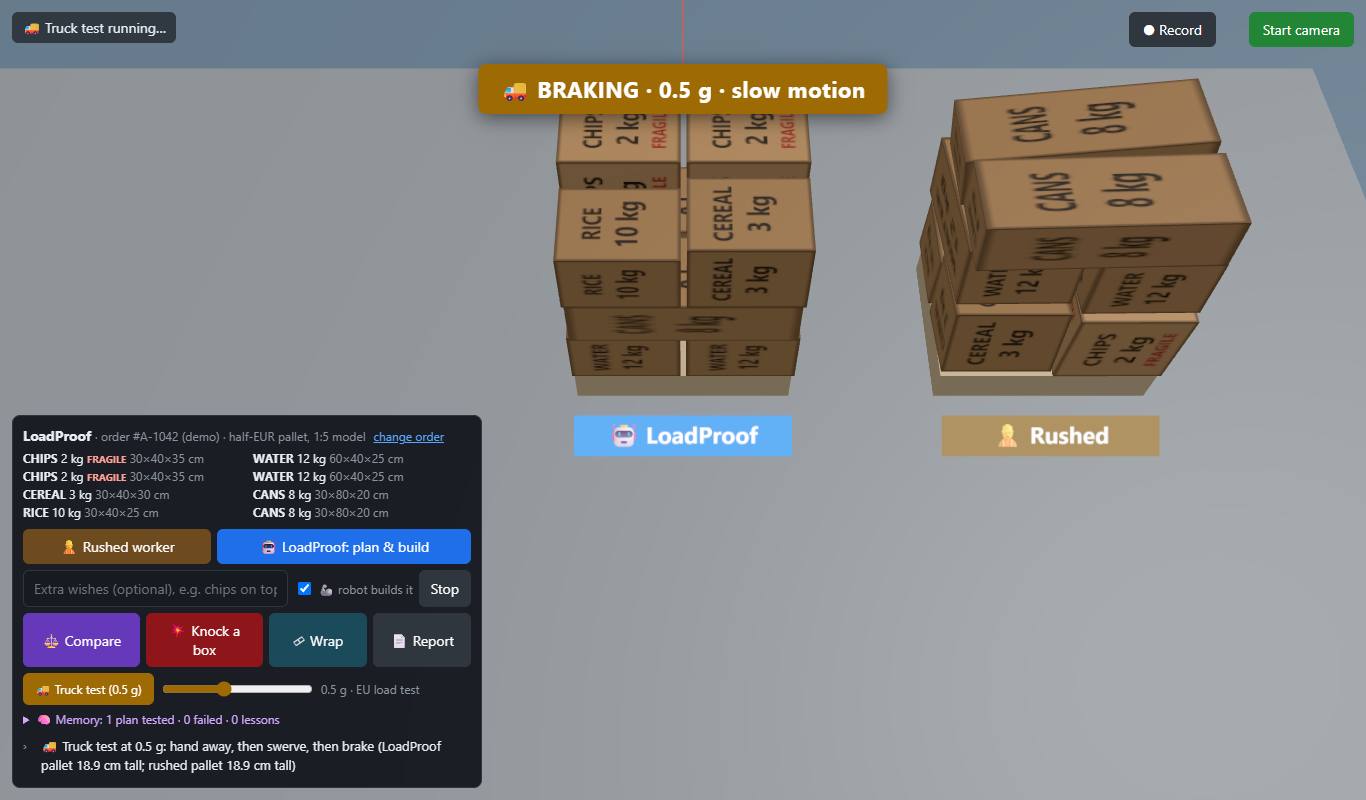 🚚 Truck test running...
Record
Start camera
🚚 BRAKING · 0.5 g · slow motion
CHIPS 2 kg FRAGILE
2 kg FRAGILE
RICE 10 kg
CEREAL 3 kg
RICE 10 kg
CEREAL 3 kg
CANS 8 kg
WATER 12 kg
WATER 12 kg
CANS 8 kg
CANS 8 kg
CANS 8 kg
12
WATER 12 kg
CEREAL 3 kg
CHIPS 2 kg FRAGILE
LoadProof
Rushed
LoadProof · order #A-1042 (demo) · half-EUR pallet, 1:5 model change order
CHIPS 2 kg FRAGILE 30×40×35 cm
WATER 12 kg 60×40×25 cm
CHIPS 2 kg FRAGILE 30×40×35 cm
WATER 12 kg 60×40×25 cm
CEREAL 3 kg 30×40×30 cm
CANS 8 kg 30×80×20 cm
RICE 10 kg 30×40×25 cm
CANS 8 kg 30×80×20 cm
Rushed worker
LoadProof: plan & build
Extra wishes (optional), e.g. chips on top
robot builds it
Stop
Compare
Knock a
box
Wrap
Report
🚚 Truck test (0.5 g)
0.5 g · EU load test
Memory: 1 plan tested · 0 failed · 0 lessons
› 🚚 Truck test at 0.5 g: hand away, then swerve, then brake (LoadProof
pallet 18.9 cm tall; rushed pallet 18.9 cm tall)